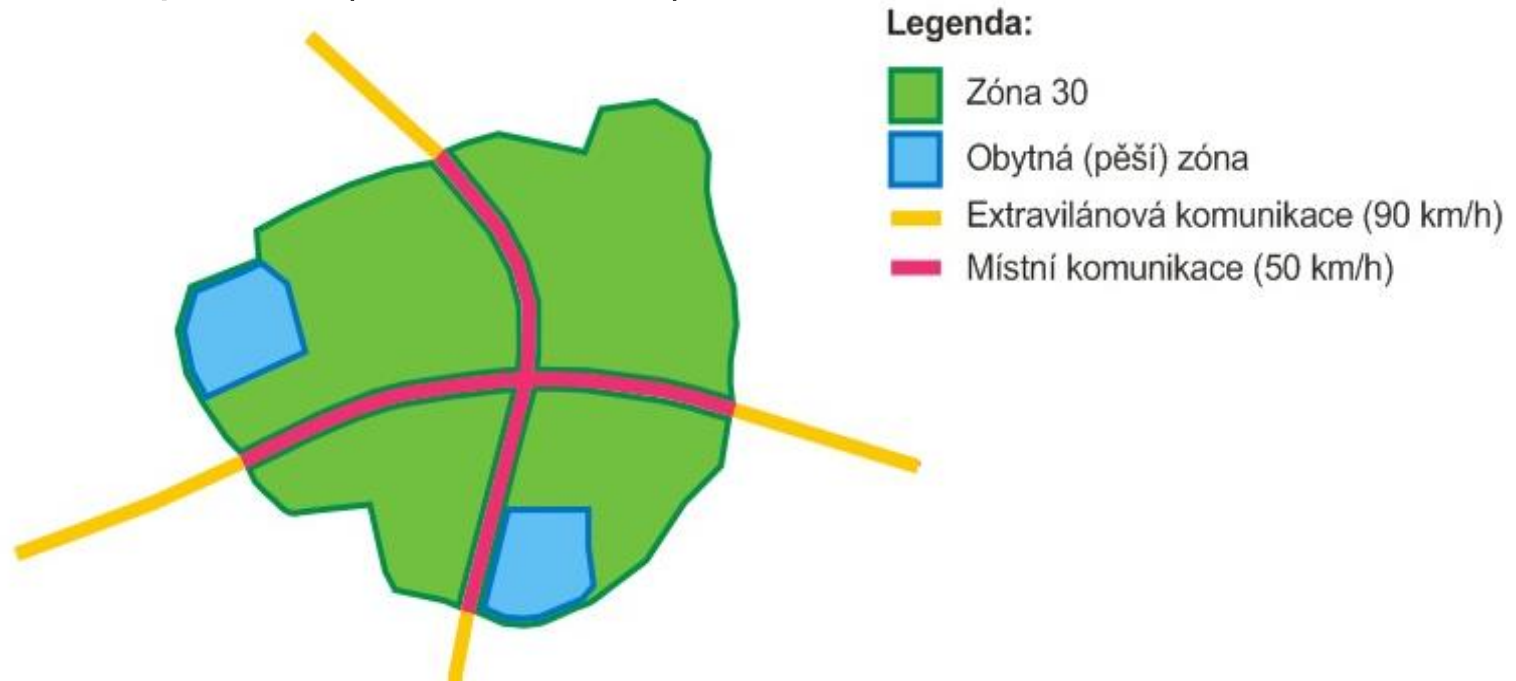 Legenda:
Zóna 30
Obytná (pěší) zóna
Extravilánová komunikace (90 km/h)
Místní komunikace (50 km/h)